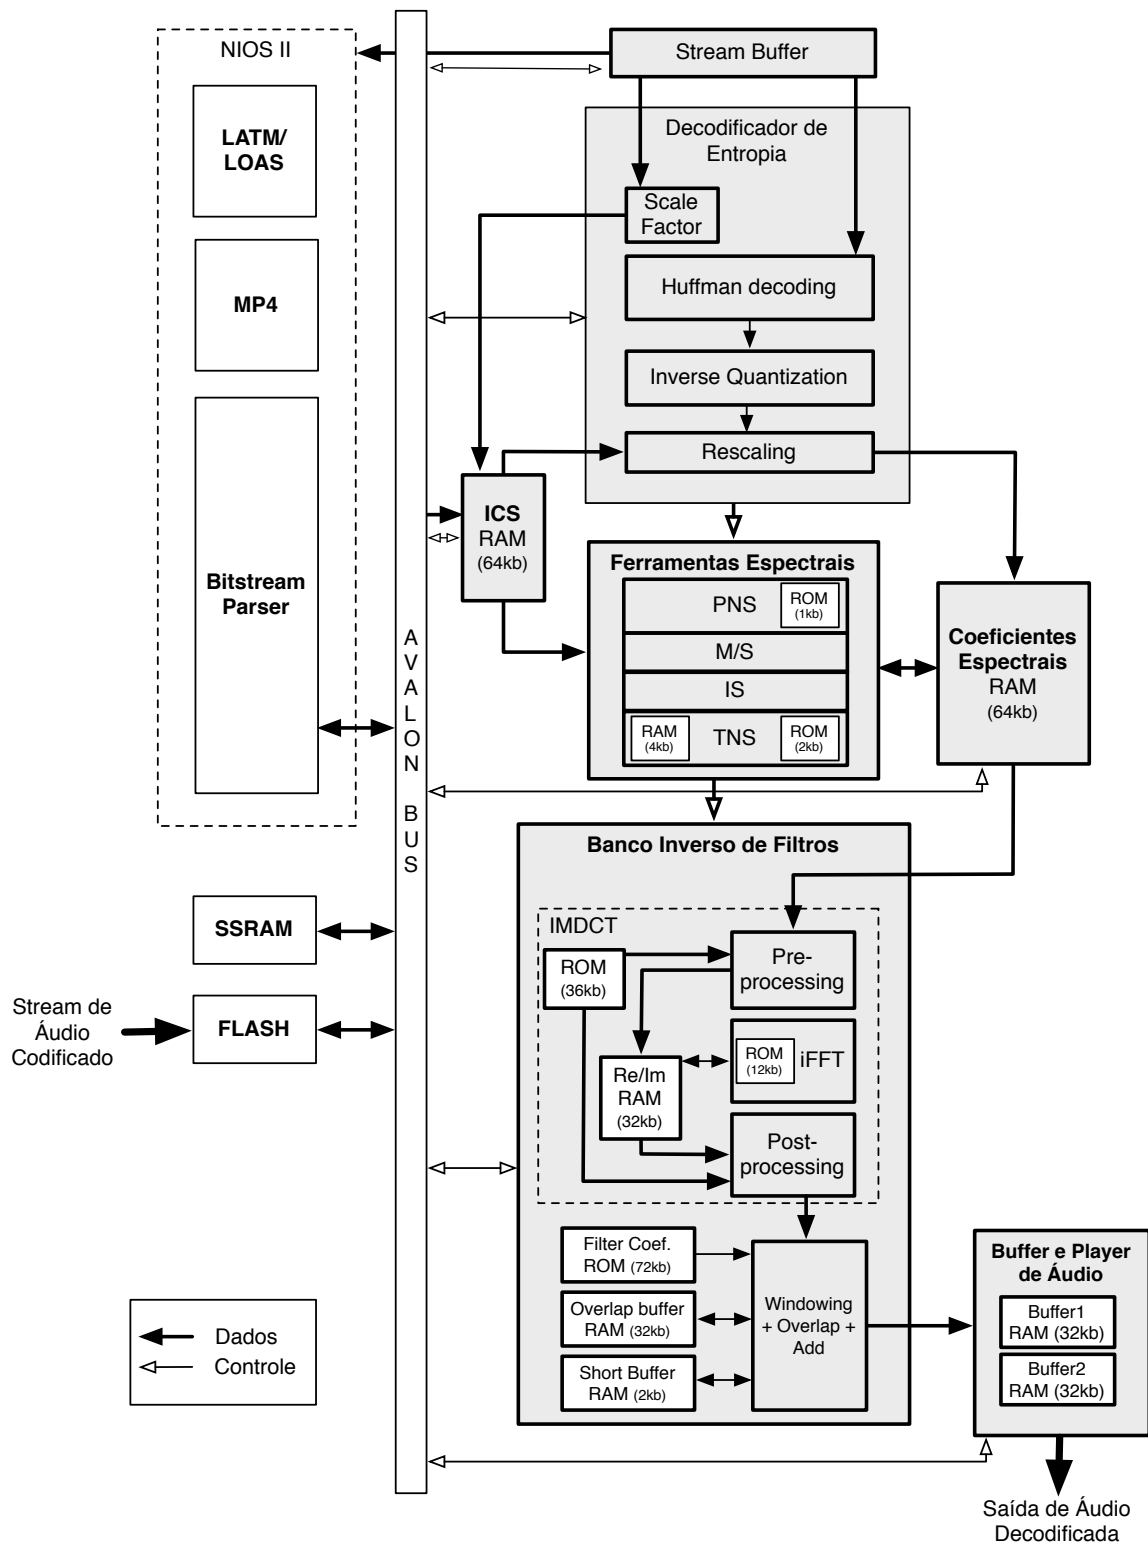 NIOS II
LATM/
LOAS
MP4
Bitstream
Parser
SSRAM
Stream de
Áudio
Codificado
FLASH
AVALON BUS
Stream Buffer
Decodificador de
Entropia
Scale
Factor
Huffman decoding
Inverse Quantization
Rescaling
ICS
RAM
(64kb)
Ferramentas Espectrais
PNS
ROM
(1kb)
M/S
IS
RAM
(4kb)
TNS
ROM
(2kb)
Coeficientes
Espectrais
RAM
(64kb)
Banco Inverso de Filtros
IMDCT
ROM
(36kb)
Pre-
processing
ROM
(12kb)
iFFT
Re/Im
RAM
(32kb)
Post-
processing
Filter Coef.
ROM (72kb)
Overlap buffer
RAM (32kb)
Short Buffer
RAM (2kb)
Windowing
+ Overlap +
Add
Buffer e Player
de Áudio
Buffer1
RAM (32kb)
Buffer2
RAM (32kb)
Saída de Áudio
Decodificada
Dados
Controle